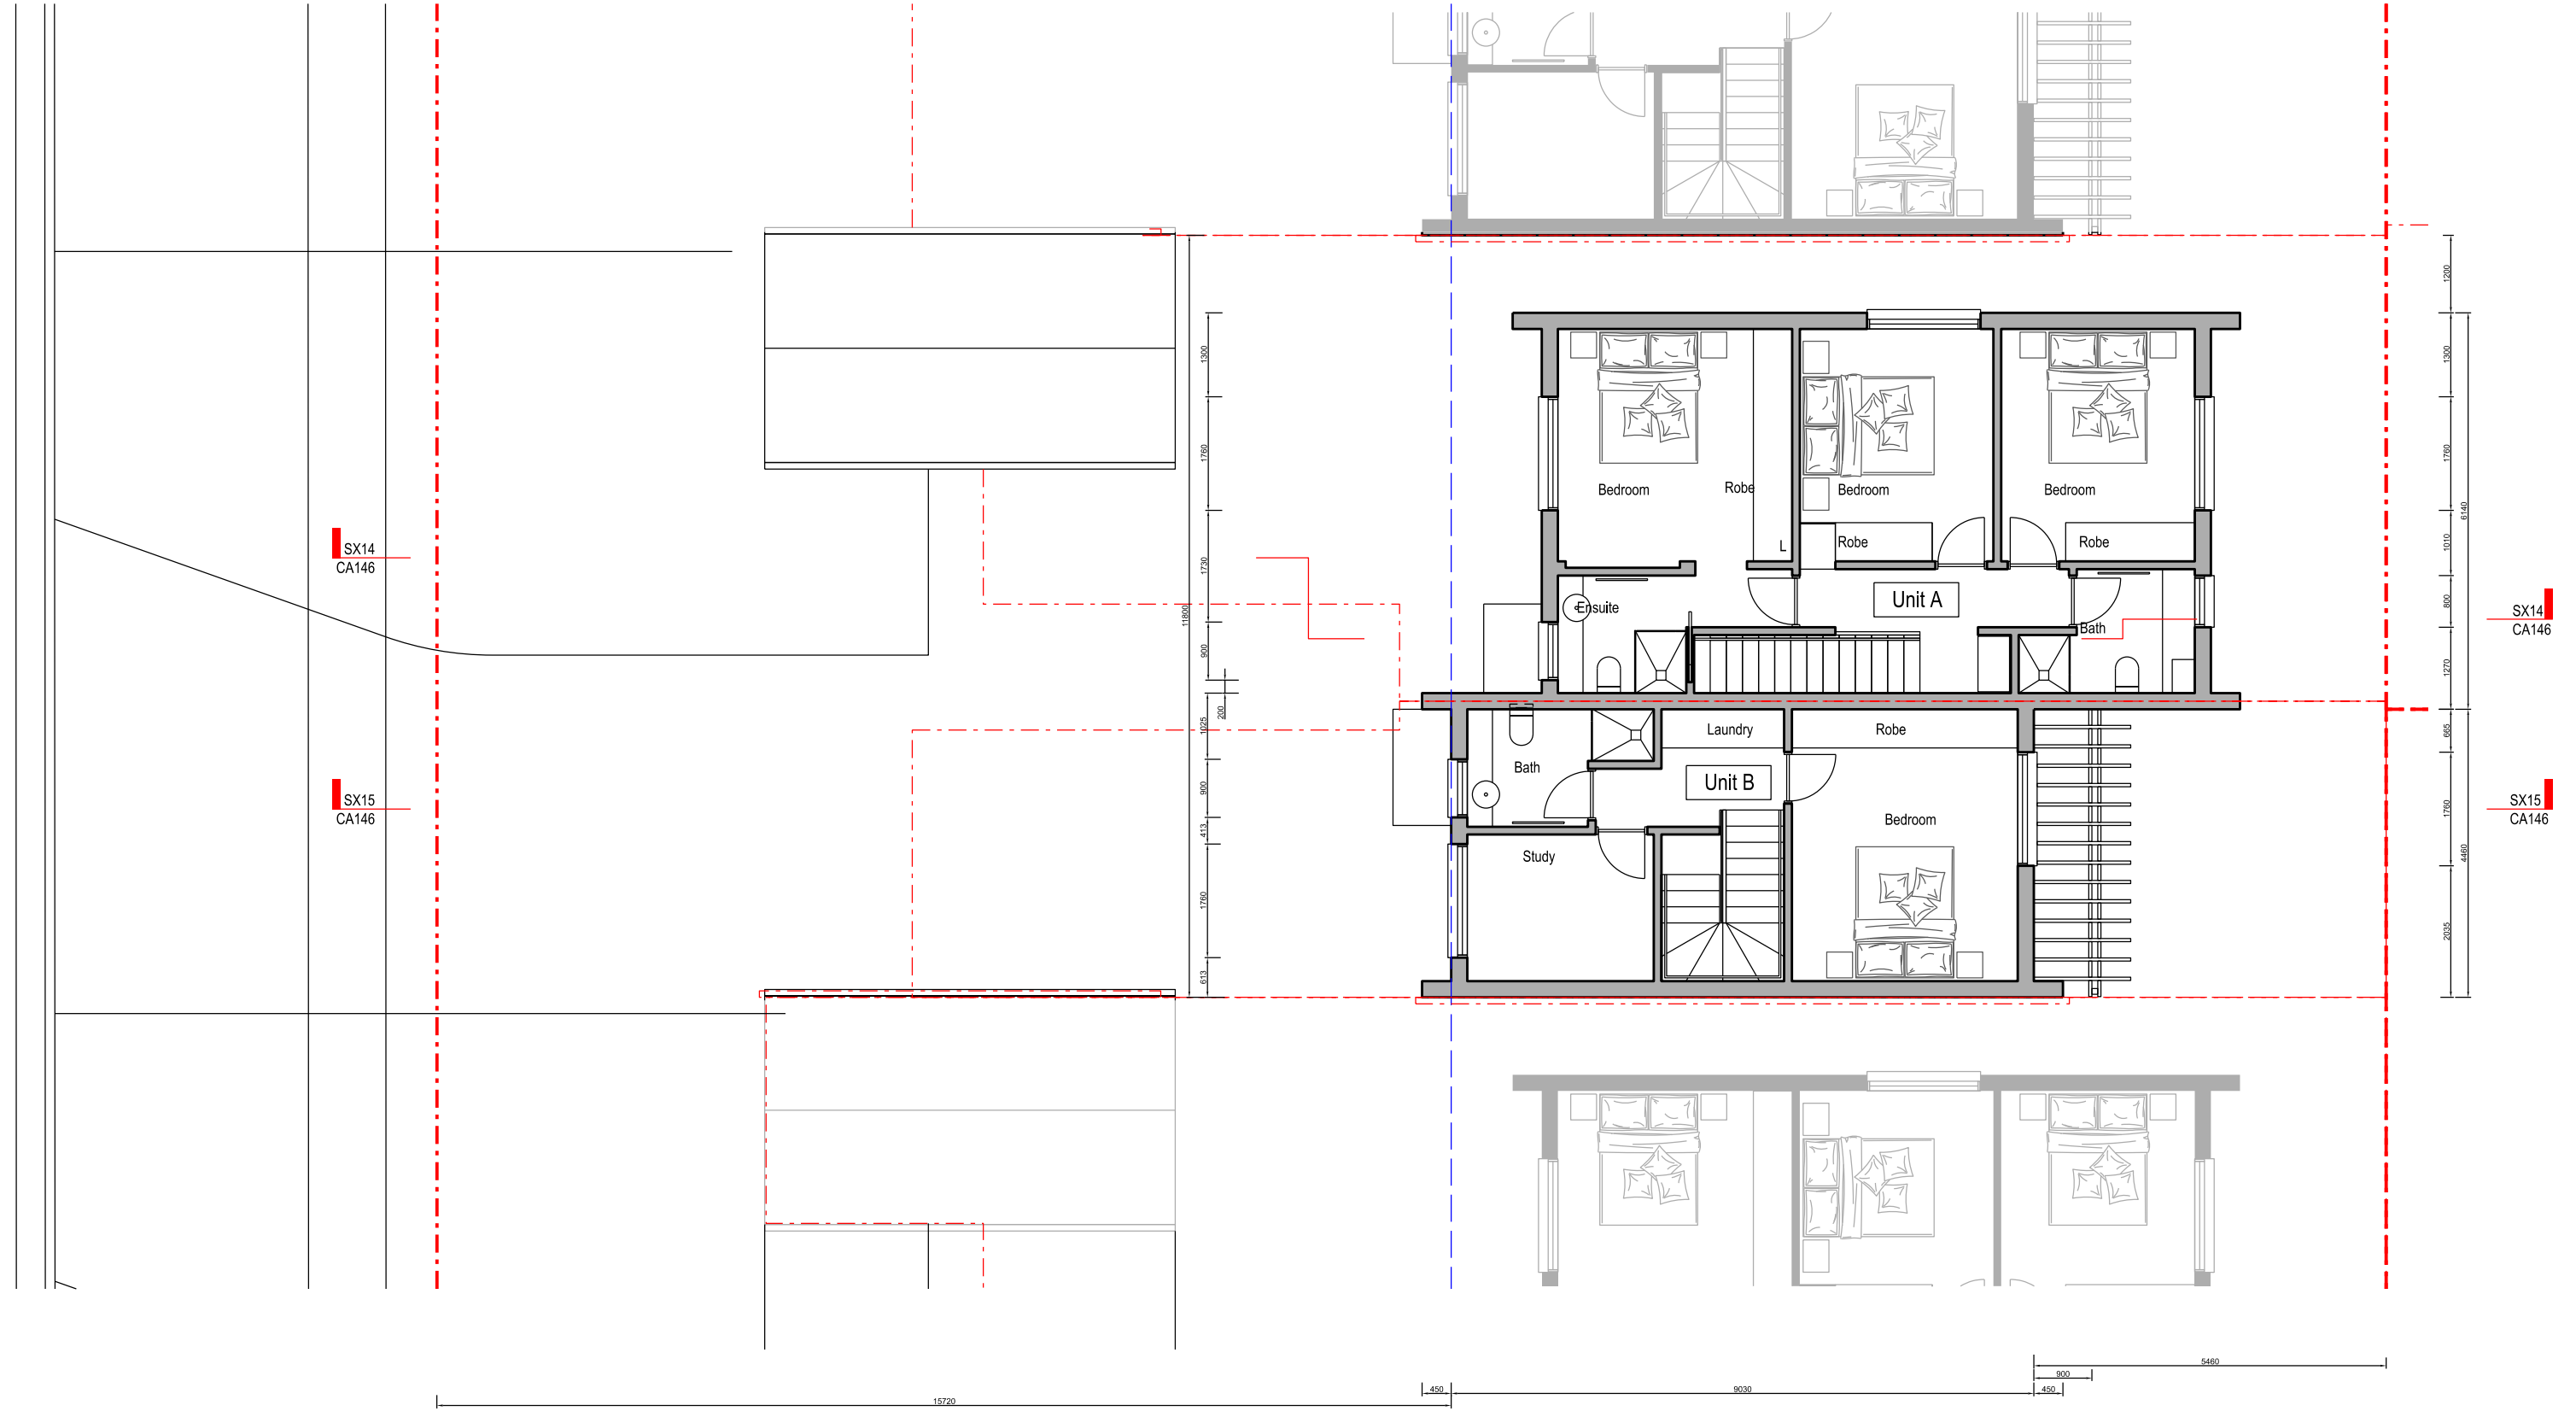 1200
1300
1300
1760
1760
6140
Bedroom
Robe
Bedroom
Bedroom
SX14
CA146
Robe
L
Robe
1730
1010
11800
Ensuite
Unit A
800
SX14
CA146
Bath
900
1270
200
1025
665
Laundry
Robe
Bath
Unit B
SX15
CA146
900
1760
SX15
CA146
Bedroom
413
4460
Study
1760
2035
613
5460
900
450
9030
450
15720